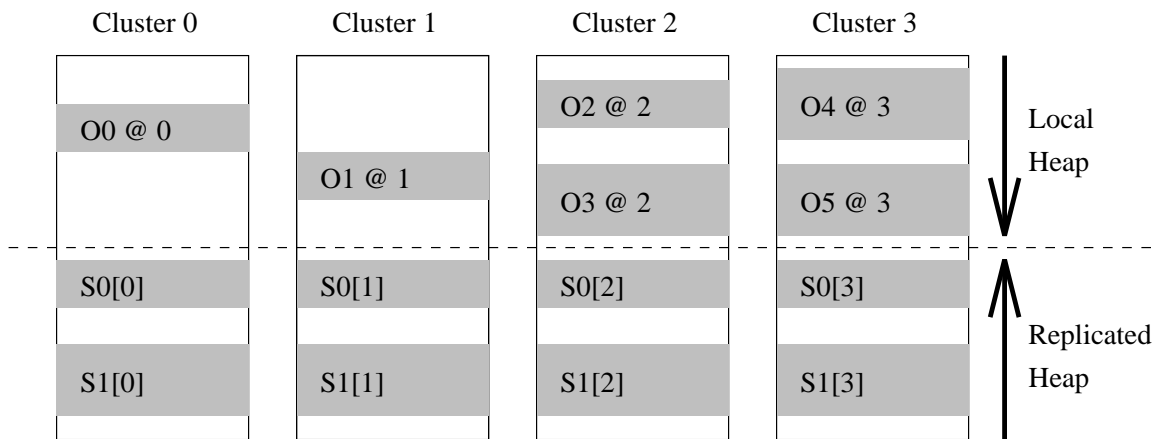 Cluster 0 Cluster 1 Cluster 2 Cluster 3
O2 @ 2 O4 @ 3
O0 @ 0
Local
Heap
O1 @ 1
O3 @ 2 O5 @ 3
S0[0] S0[1] S0[2] S0[3]
Replicated
Heap
S1[0] S1[1] S1[2] S1[3]